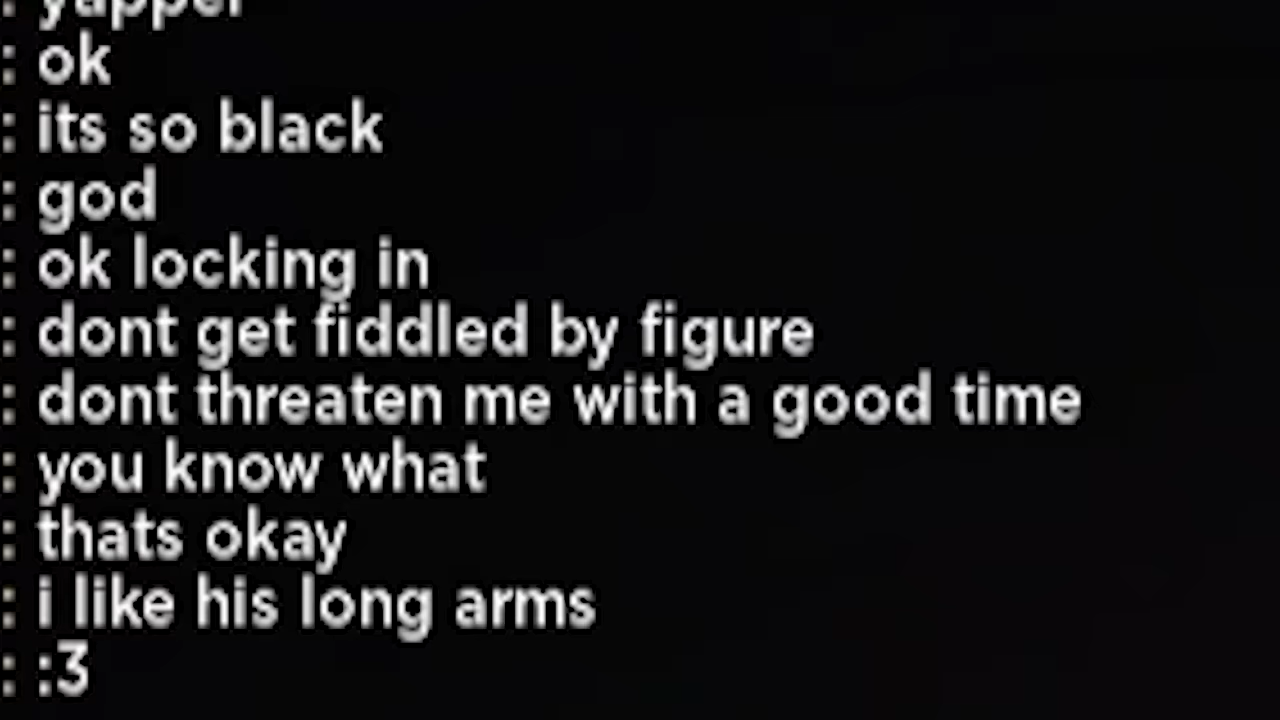 : yapper
: ok
: its so black
: god
: ok locking in
: dont get fiddled by figure
: dont threaten me with a good time
: you know what
: thats okay
: i like his long arms
: :3